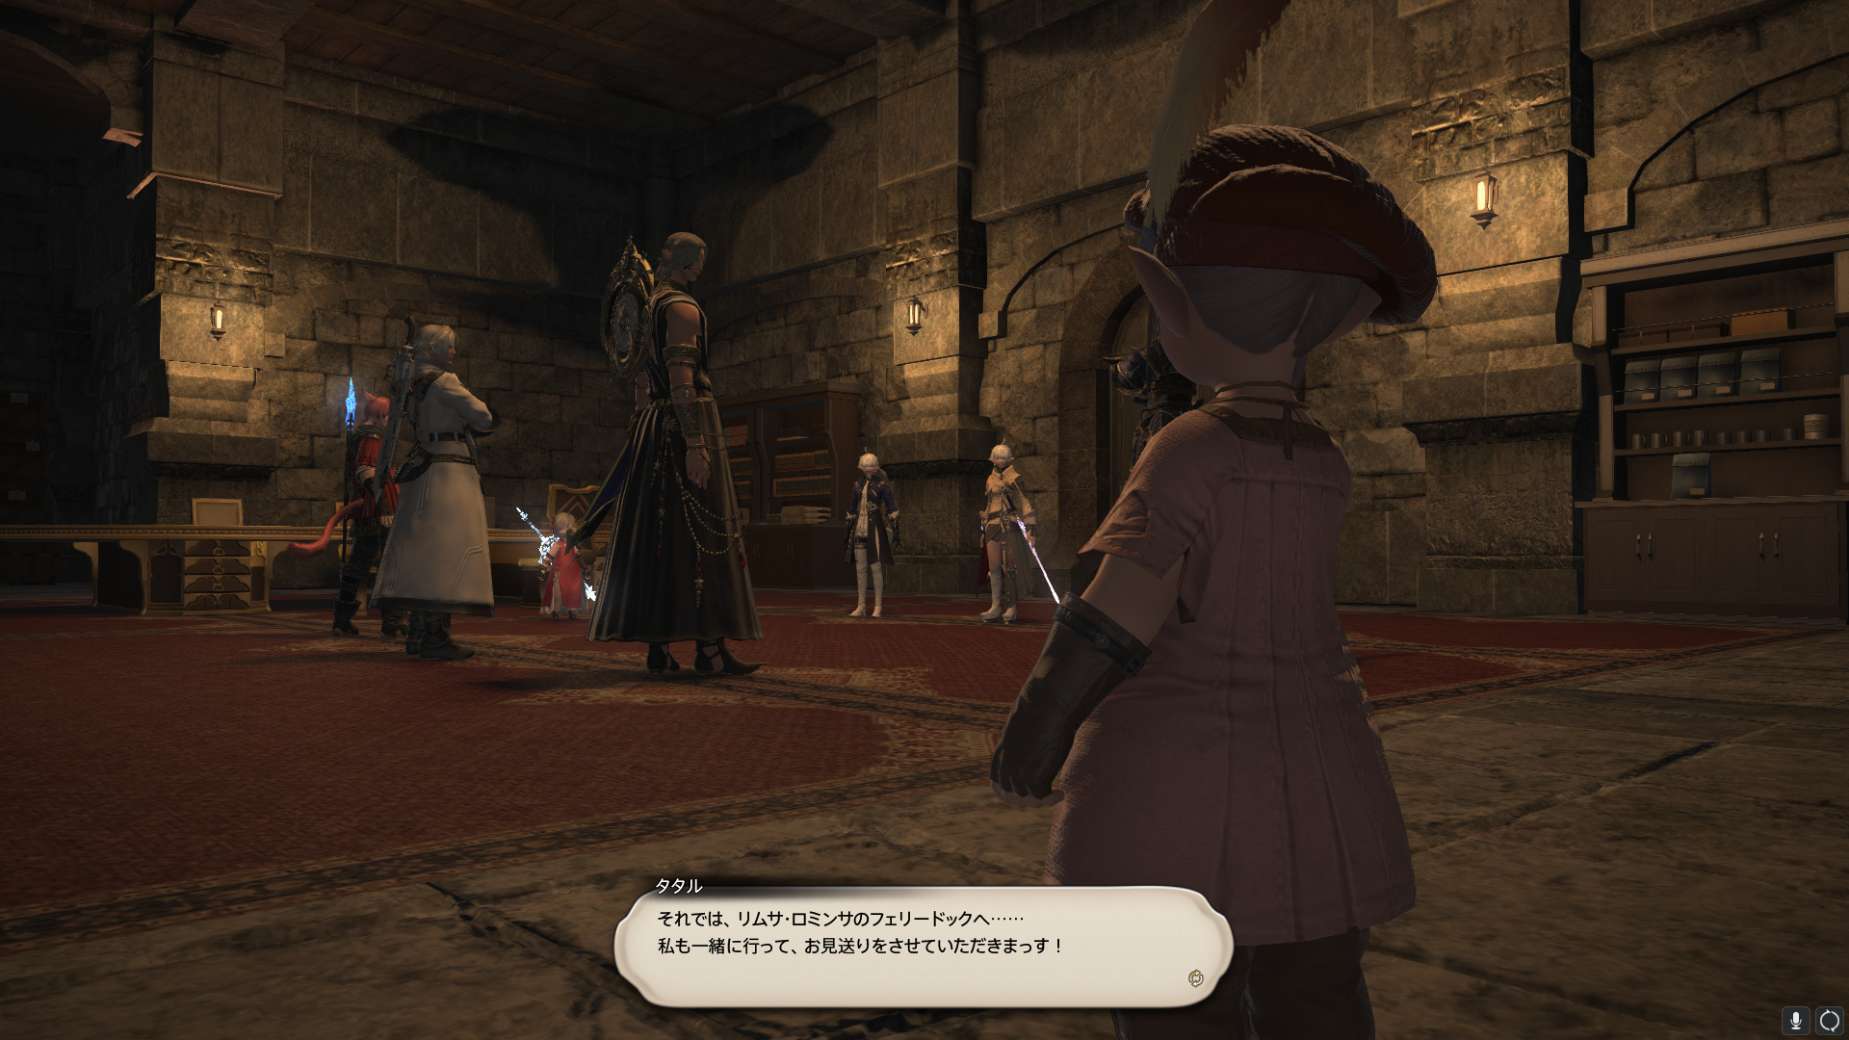 タタル
それでは、リムサ・ロミンサのフェリードックへ……
私も一緒に行って、お見送りをさせていただきまっす！